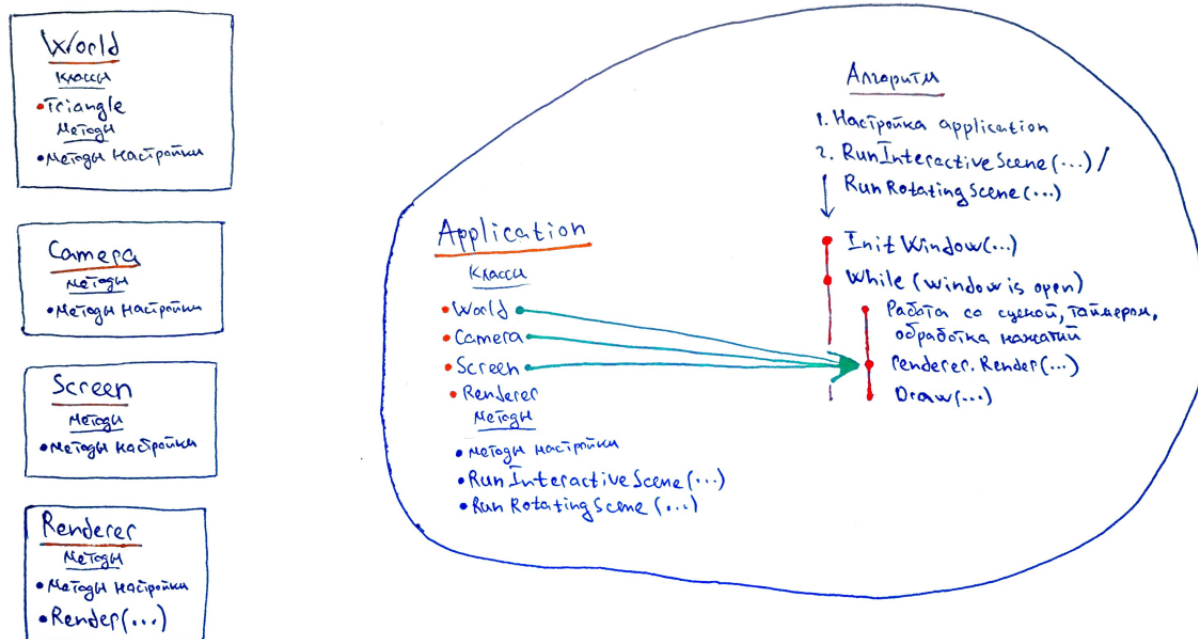 World
Классы
• Triangle
Методы
• Методы настройки
Camera
Методы
• Методы настройки
Screen
Методы
• Методы настройки
Renderer
Методы
• Методы настройки
• Render(...)
Application
Классы
• World
• Camera
• Screen
• Renderer
Методы
• Методы настройки
• RunInteractiveScene(...)
• RunRotatingScene(...)
Алгоритм
1. Настройка application
2. RunInteractiveScene(...)/
RunRotatingScene(...)
InitWindow(...)
While (window is open)
Работа со сценой, таймером,
обработка нажатий
renderer.Render(...)
Draw(...)